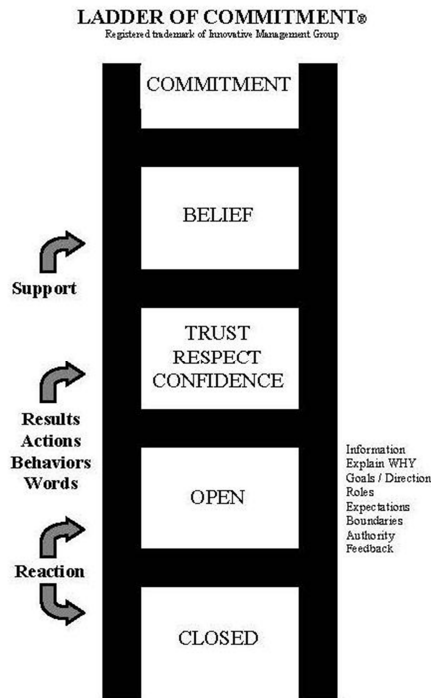 LADDER OF COMMITMENT®
Registered trademark of Innovative Management Group
COMMITMENT
BELIEF
Support
TRUST
RESPECT
CONFIDENCE
Results
Actions
Behaviors
Words
OPEN
Information
Explain WHY
Goals / Direction
Roles
Expectations
Boundaries
Authority
Feedback
Reaction
CLOSED